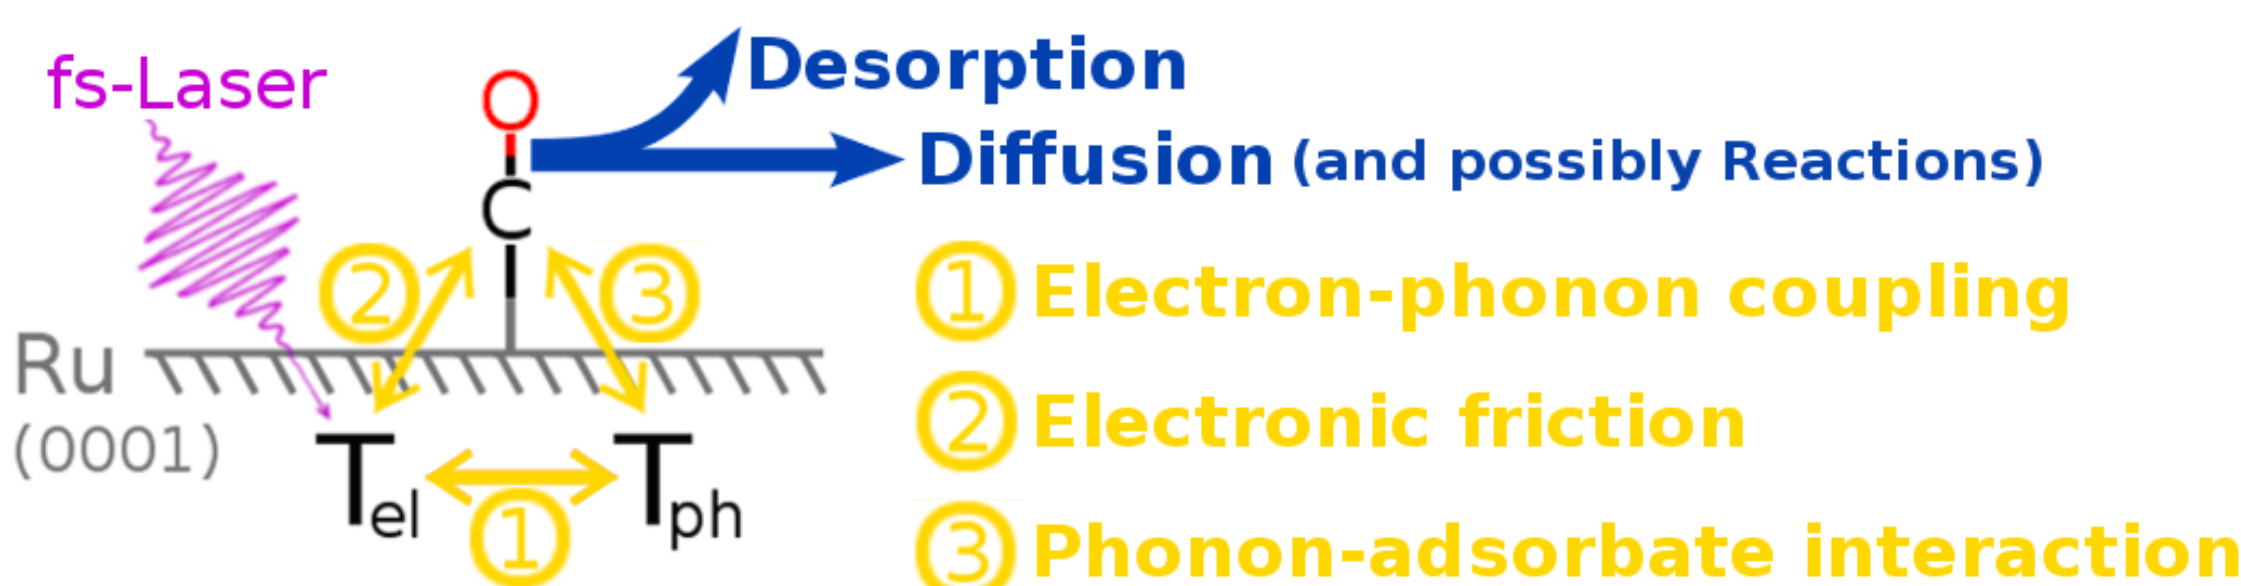 fs-Laser
O
C
Desorption
Diffusion (and possibly Reactions)
② ③
① Electron-phonon coupling
Ru
(0001)
② Electronic friction
Tel Tph
①
③ Phonon-adsorbate interaction